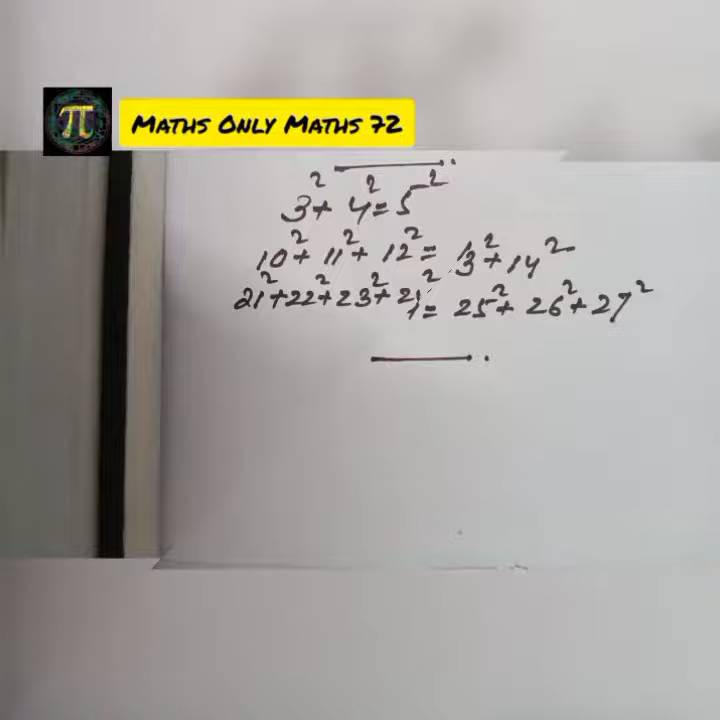 π
MATHS ONLY MATHS 72
3² + 4² = 5²
10² + 11² + 12² = 13² + 14²
21² + 22² + 23² + 24² = 25² + 26² + 27²